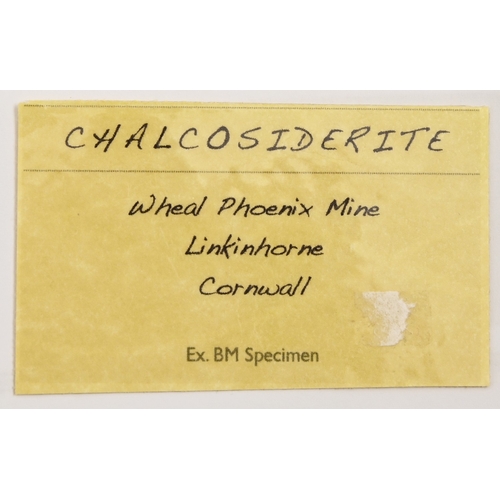 CHALCOSIDERITE
Wheal Phoenix Mine
Linkinhorne
Cornwall
Ex. BM Specimen